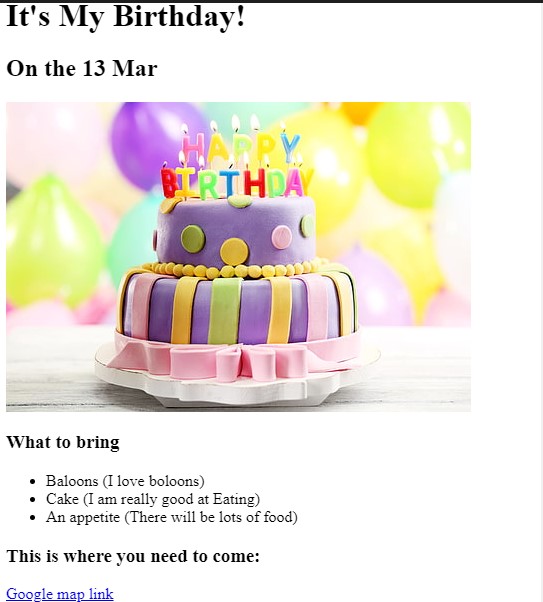 It's My Birthday!
On the 13 Mar
HAPPY
BIRTHDAY
What to bring
Baloons (I love boloons)
Cake (I am really good at Eating)
An appetite (There will be lots of food)
This is where you need to come:
Google map link